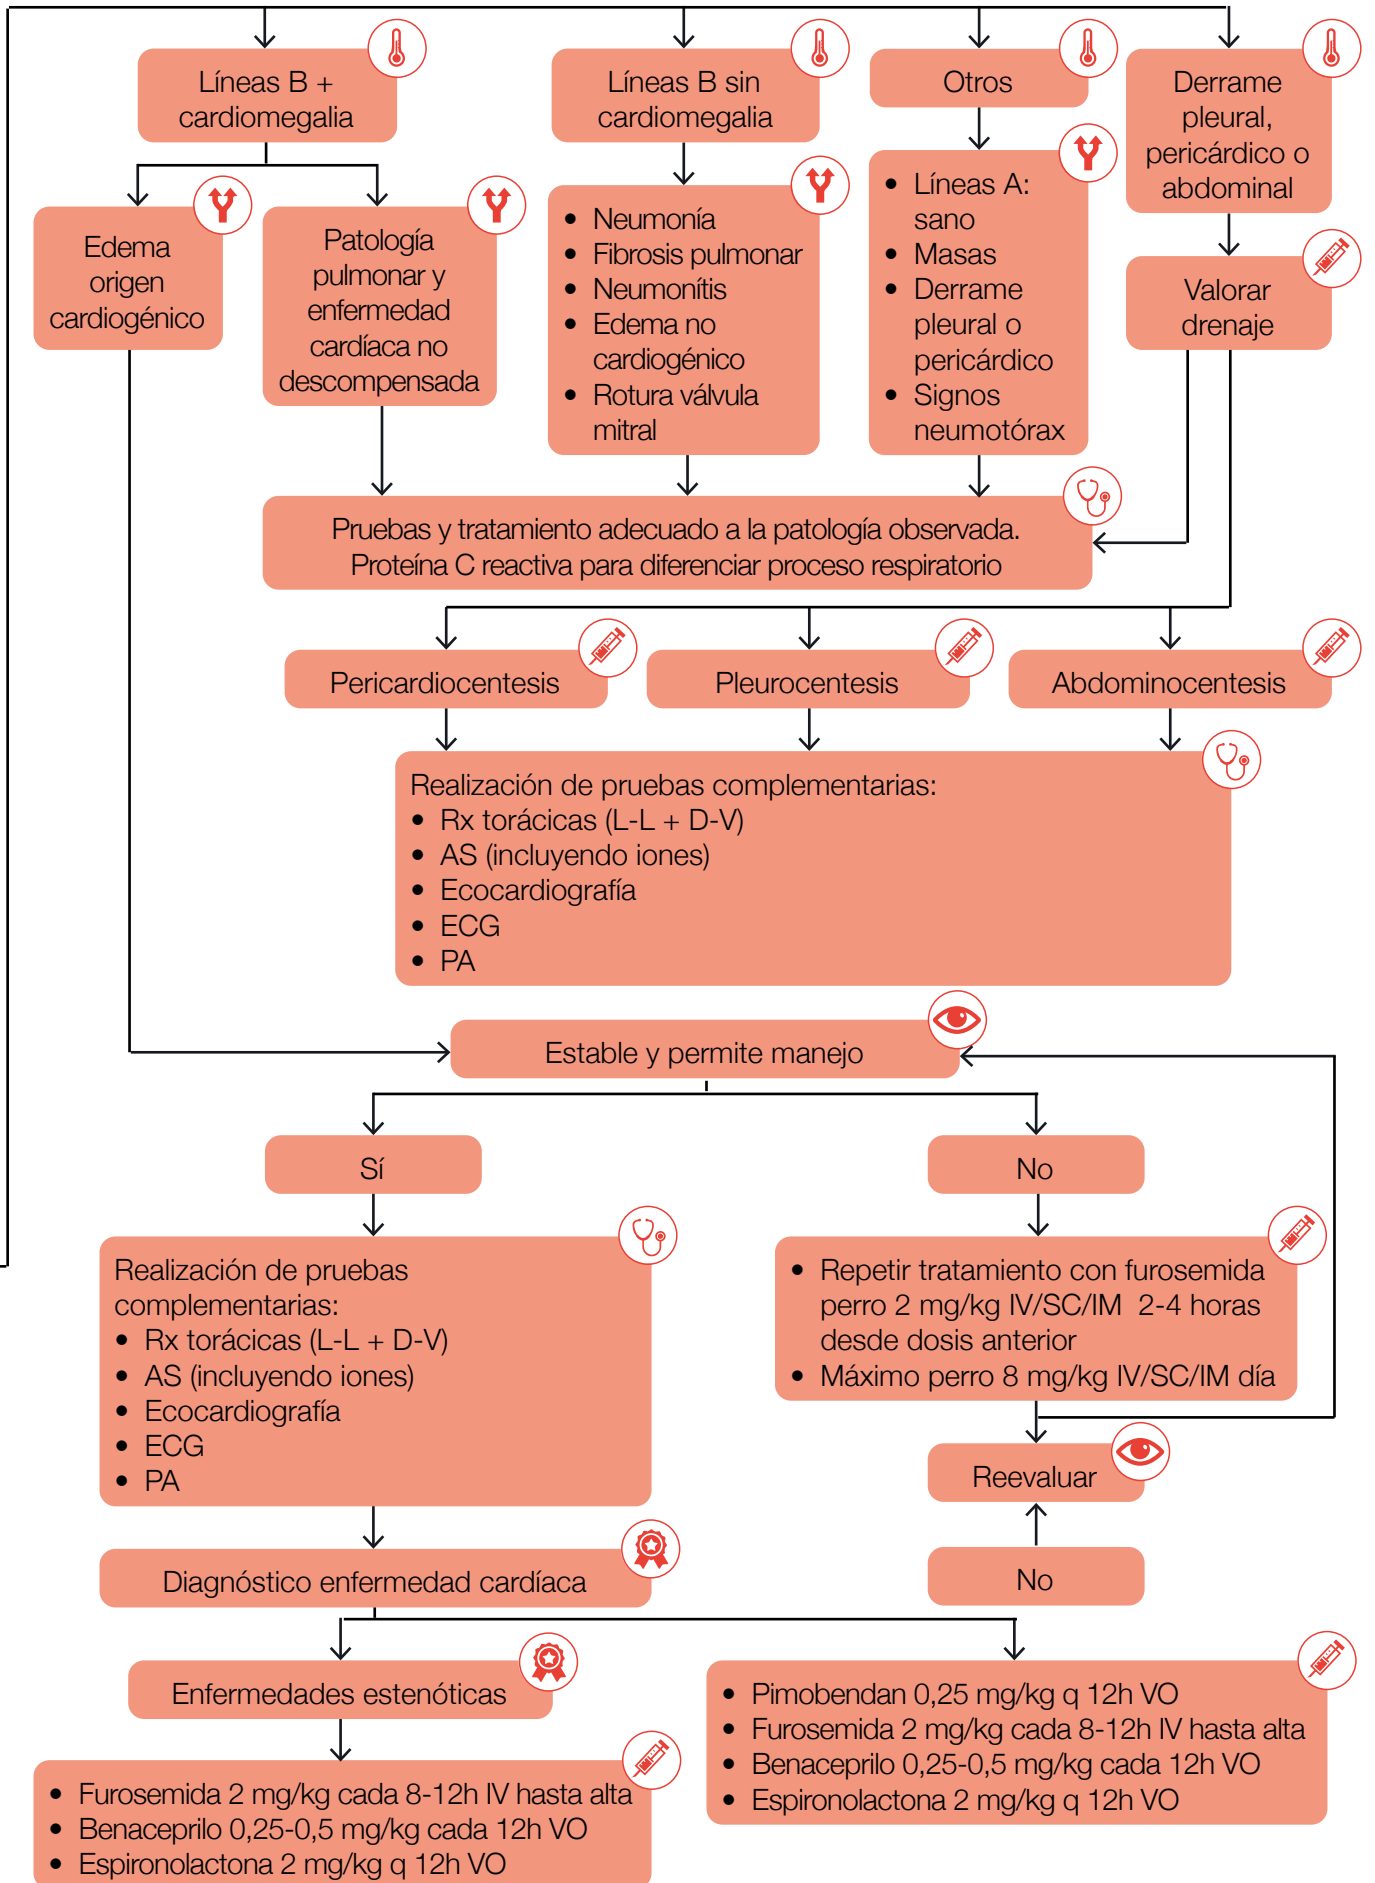 Líneas B +
cardiomegalia
Líneas B sin
cardiomegalia
Otros
Derrame
pleural,
pericárdico o
abdominal
Edema
origen
cardiogénico
Patología
pulmonar y
enfermedad
cardíaca no
descompensada
• Neumonía
• Fibrosis pulmonar
• Neumonítis
• Edema no
cardiogénico
• Rotura válvula
mitral
• Líneas A:
sano
• Masas
• Derrame
pleural o
pericárdico
• Signos
neumotórax
Valorar
drenaje
Pruebas y tratamiento adecuado a la patología observada.
Proteína C reactiva para diferenciar proceso respiratorio
Pericardiocentesis
Pleurocentesis
Abdominocentesis
Realización de pruebas complementarias:
• Rx torácicas (L-L + D-V)
• AS (incluyendo iones)
• Ecocardiografía
• ECG
• PA
Estable y permite manejo
Sí
No
Realización de pruebas
complementarias:
• Rx torácicas (L-L + D-V)
• AS (incluyendo iones)
• Ecocardiografía
• ECG
• PA
• Repetir tratamiento con furosemida
perro 2 mg/kg IV/SC/IM 2-4 horas
desde dosis anterior
• Máximo perro 8 mg/kg IV/SC/IM día
Reevaluar
No
Diagnóstico enfermedad cardíaca
Enfermedades estenóticas
• Furosemida 2 mg/kg cada 8-12h IV hasta alta
• Benaceprilo 0,25-0,5 mg/kg cada 12h VO
• Espironolactona 2 mg/kg q 12h VO
• Pimobendan 0,25 mg/kg q 12h VO
• Furosemida 2 mg/kg cada 8-12h IV hasta alta
• Benaceprilo 0,25-0,5 mg/kg cada 12h VO
• Espironolactona 2 mg/kg q 12h VO